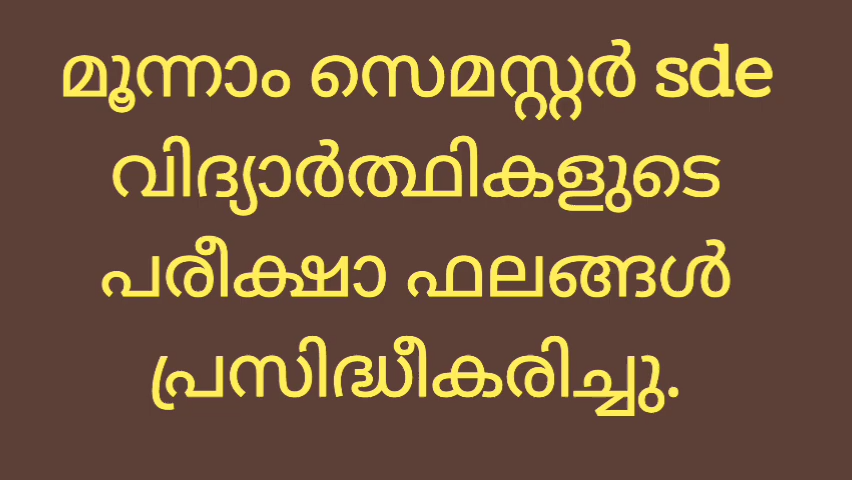 മൂന്നാം സെമസ്റ്റർ sde
വിദ്യാർത്ഥികളുടെ
പരീക്ഷാ ഫലങ്ങൾ
പ്രസിദ്ധീകരിച്ചു.